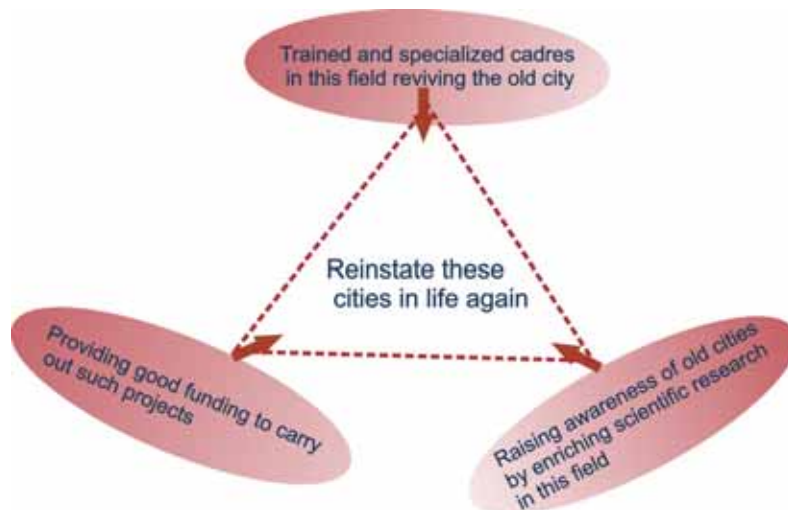 Trained and specialized cadres
in this field reviving the old city
Reinstate these
cities in life again
Providing good funding to carry
out such projects
Raising awareness of old cities
by enriching scientific research
in this field